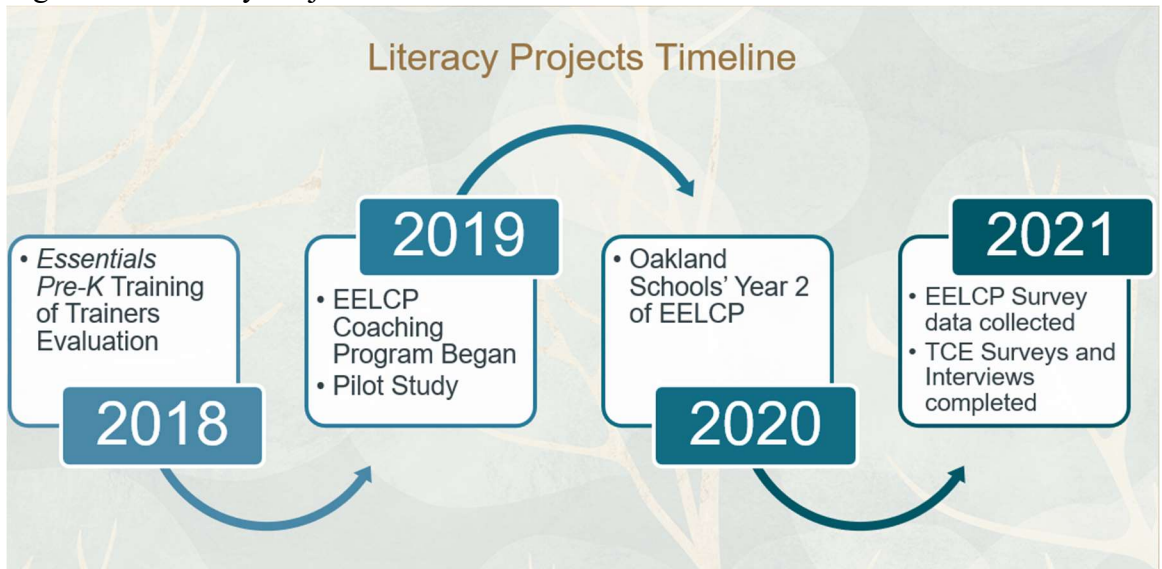 Literacy Projects Timeline
• Essentials
Pre-K Training
of Trainers
Evaluation
2018
2019
• EELCP
Coaching
Program Began
• Pilot Study
• Oakland
Schools’ Year 2
of EELCP
2020
2021
• EELCP Survey
data collected
• TCE Surveys and
Interviews
completed